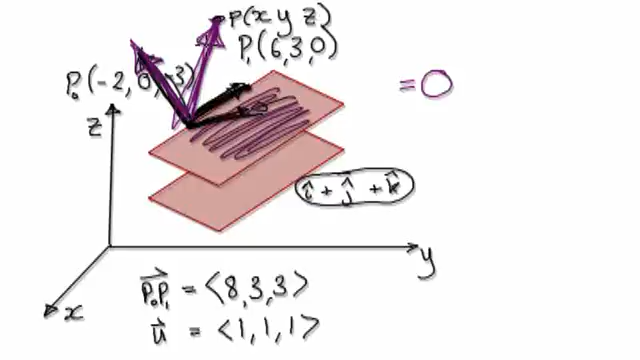 P(x y z)
P₁(6,3,0)
P₀(-2,0,-3)
= 0
z
î + ĵ + k̂
y
x
P₀P₁ = <8,3,3>
u = <1,1,1>